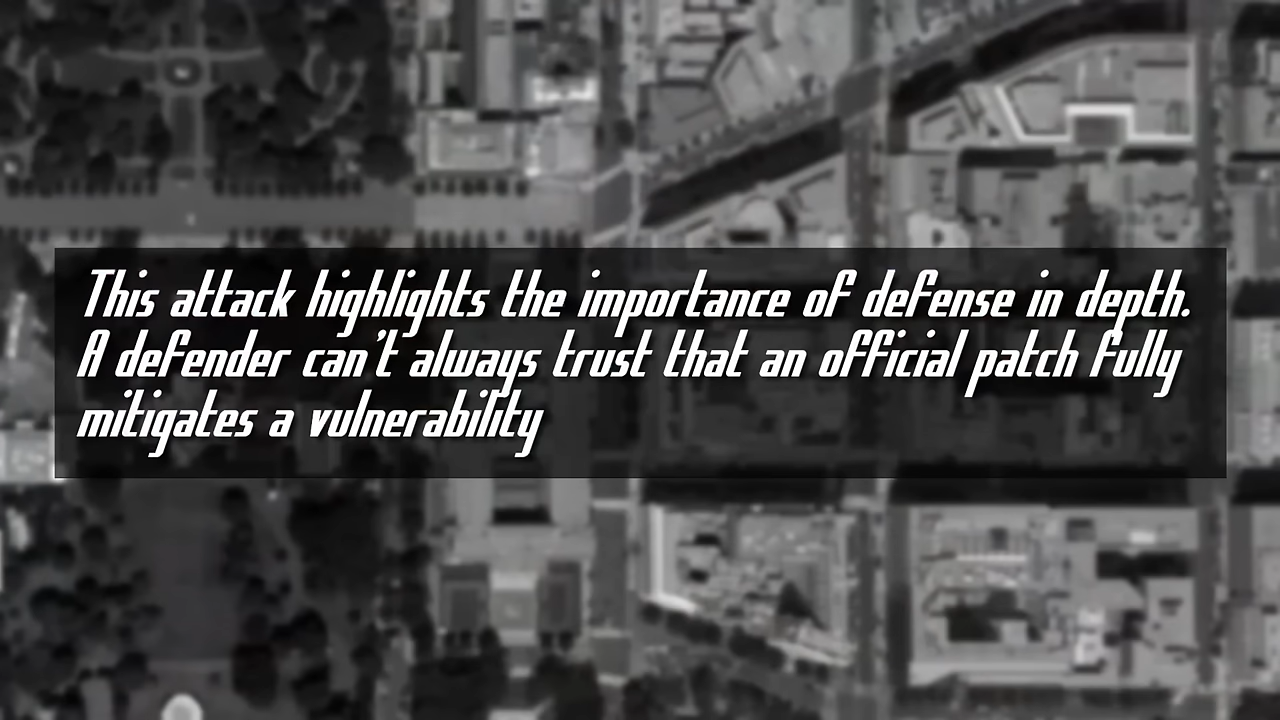 This attack highlights the importance of defense in depth.
A defender can't always trust that an official patch fully
mitigates a vulnerability